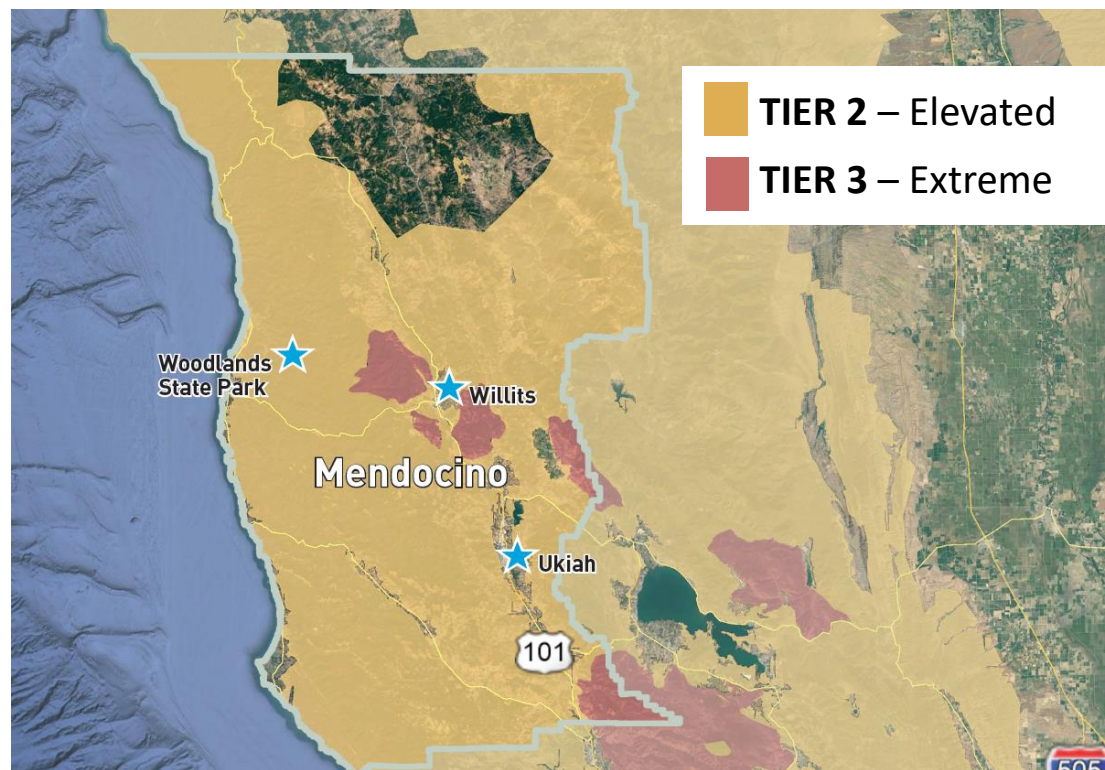 TIER 2 – Elevated
TIER 3 – Extreme
Woodlands
State Park
Willits
Mendocino
Ukiah
101
505